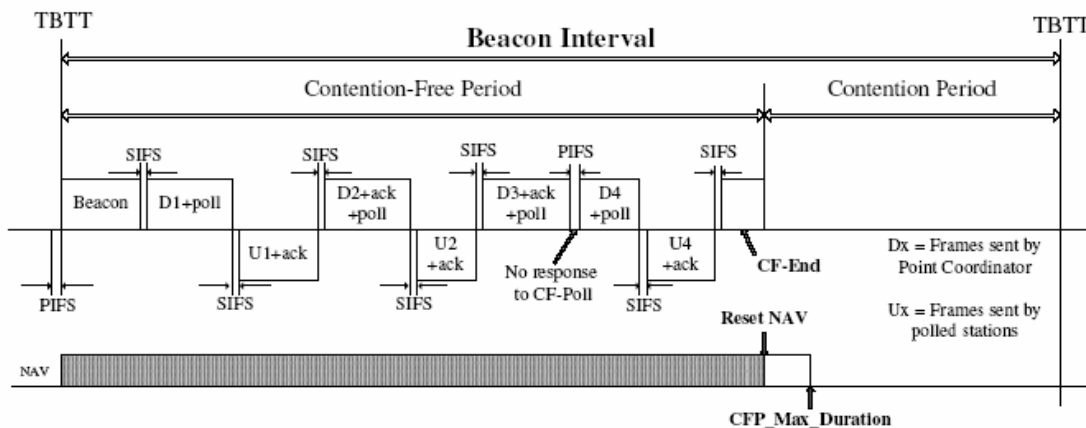 TBTT
TBTT
Beacon Interval
Contention-Free Period
Contention Period
SIFS
SIFS
SIFS
PIFS
SIFS
Beacon
D1+poll
D2+ack
+poll
D3+ack
+poll
D4
+poll
U1+ack
U2
+ack
U4
+ack
No response
to CF-Poll
CF-End
Dx = Frames sent by
Point Coordinator
PIFS
SIFS
SIFS
SIFS
Ux = Frames sent by
polled stations
Reset NAV
NAV
CFP_Max_Duration